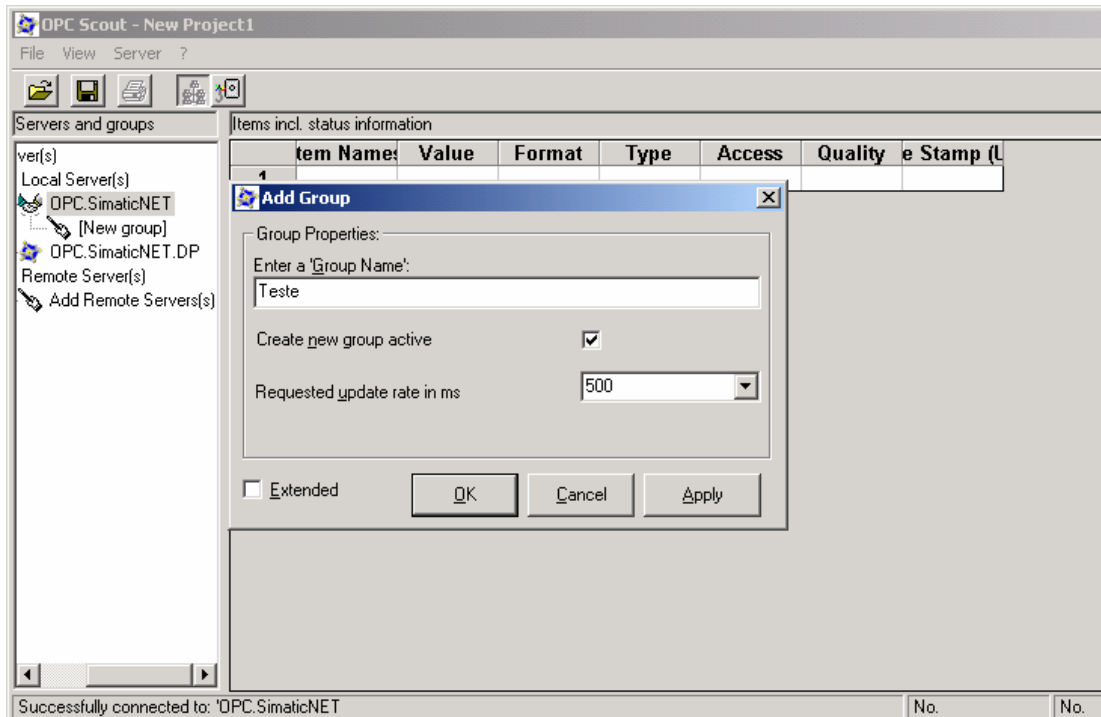 OPC Scout - New Project1
File View Server ?
Servers and groups
Items incl. status information
ver(s)
Local Server(s)
OPC.SimaticNET
[New group]
OPC.SimaticNET.DP
Remote Server(s)
Add Remote Servers(s)
tem Names Value Format Type Access Quality e Stamp (U
1
Add Group
Group Properties:
Enter a 'Group Name':
Teste
Create new group active
Requested update rate in ms
500
Extended
OK
Cancel
Apply
Successfully connected to: 'OPC.SimaticNET
No.
No.